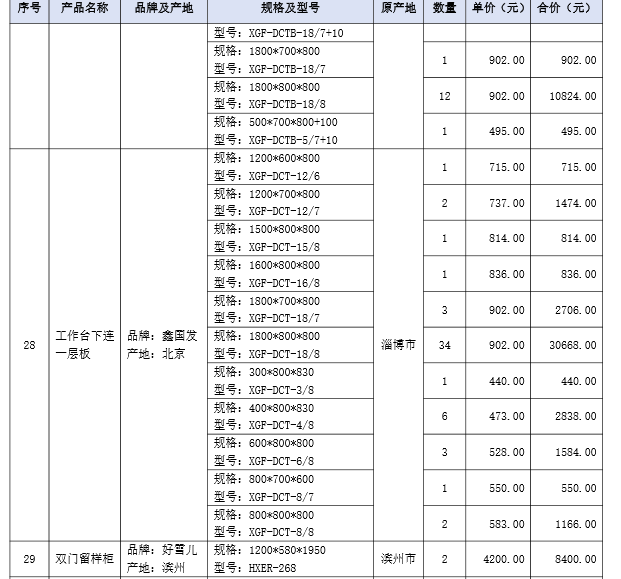 序号 产品名称 品牌及产地 规格及型号 原产地 数量 单价（元） 合价（元）
型号：XGF-DCTB-18/7+10
规格：1800*700*800
型号：XGF-DCTB-18/7
1 902.00 902.00
规格：1800*800*800
型号：XGF-DCTB-18/8
12 902.00 10824.00
规格：500*700*800+100
型号：XGF-DCTB-5/7+10
1 495.00 495.00
28 工作台下连一层板 品牌：鑫国发 产地：北京 淄博市
规格：1200*600*800
型号：XGF-DCT-12/6
1 715.00 715.00
规格：1200*700*800
型号：XGF-DCT-12/7
2 737.00 1474.00
规格：1500*800*800
型号：XGF-DCT-15/8
1 814.00 814.00
规格：1600*800*800
型号：XGF-DCT-16/8
1 836.00 836.00
规格：1800*700*800
型号：XGF-DCT-18/7
3 902.00 2706.00
规格：1800*800*800
型号：XGF-DCT-18/8
34 902.00 30668.00
规格：300*800*830
型号：XGF-DCT-3/8
1 440.00 440.00
规格：400*800*830
型号：XGF-DCT-4/8
6 473.00 2838.00
规格：600*800*800
型号：XGF-DCT-6/8
3 528.00 1584.00
规格：800*700*600
型号：XGF-DCT-8/7
1 550.00 550.00
规格：800*800*800
型号：XGF-DCT-8/8
2 583.00 1166.00
29 双门留样柜 品牌：好雪儿 产地：滨州
规格：1200*580*1950
型号：HXER-268
滨州市 2 4200.00 8400.00